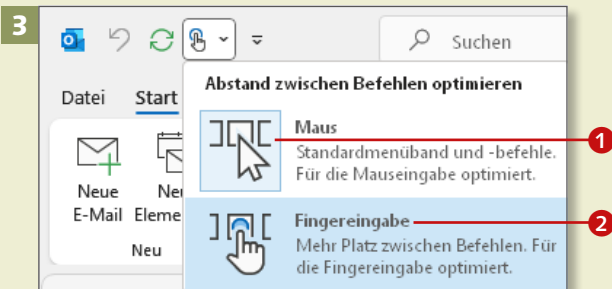 3
Suchen
Datei Start
Abstand zwischen Befehlen optimieren
Maus
Standardmenüband und -befehle.
Für die Mauseingabe optimiert.
1
Neue
E-Mail Eleme
Neu
Fingereingabe
Mehr Platz zwischen Befehlen. Für
die Fingereingabe optimiert.
2